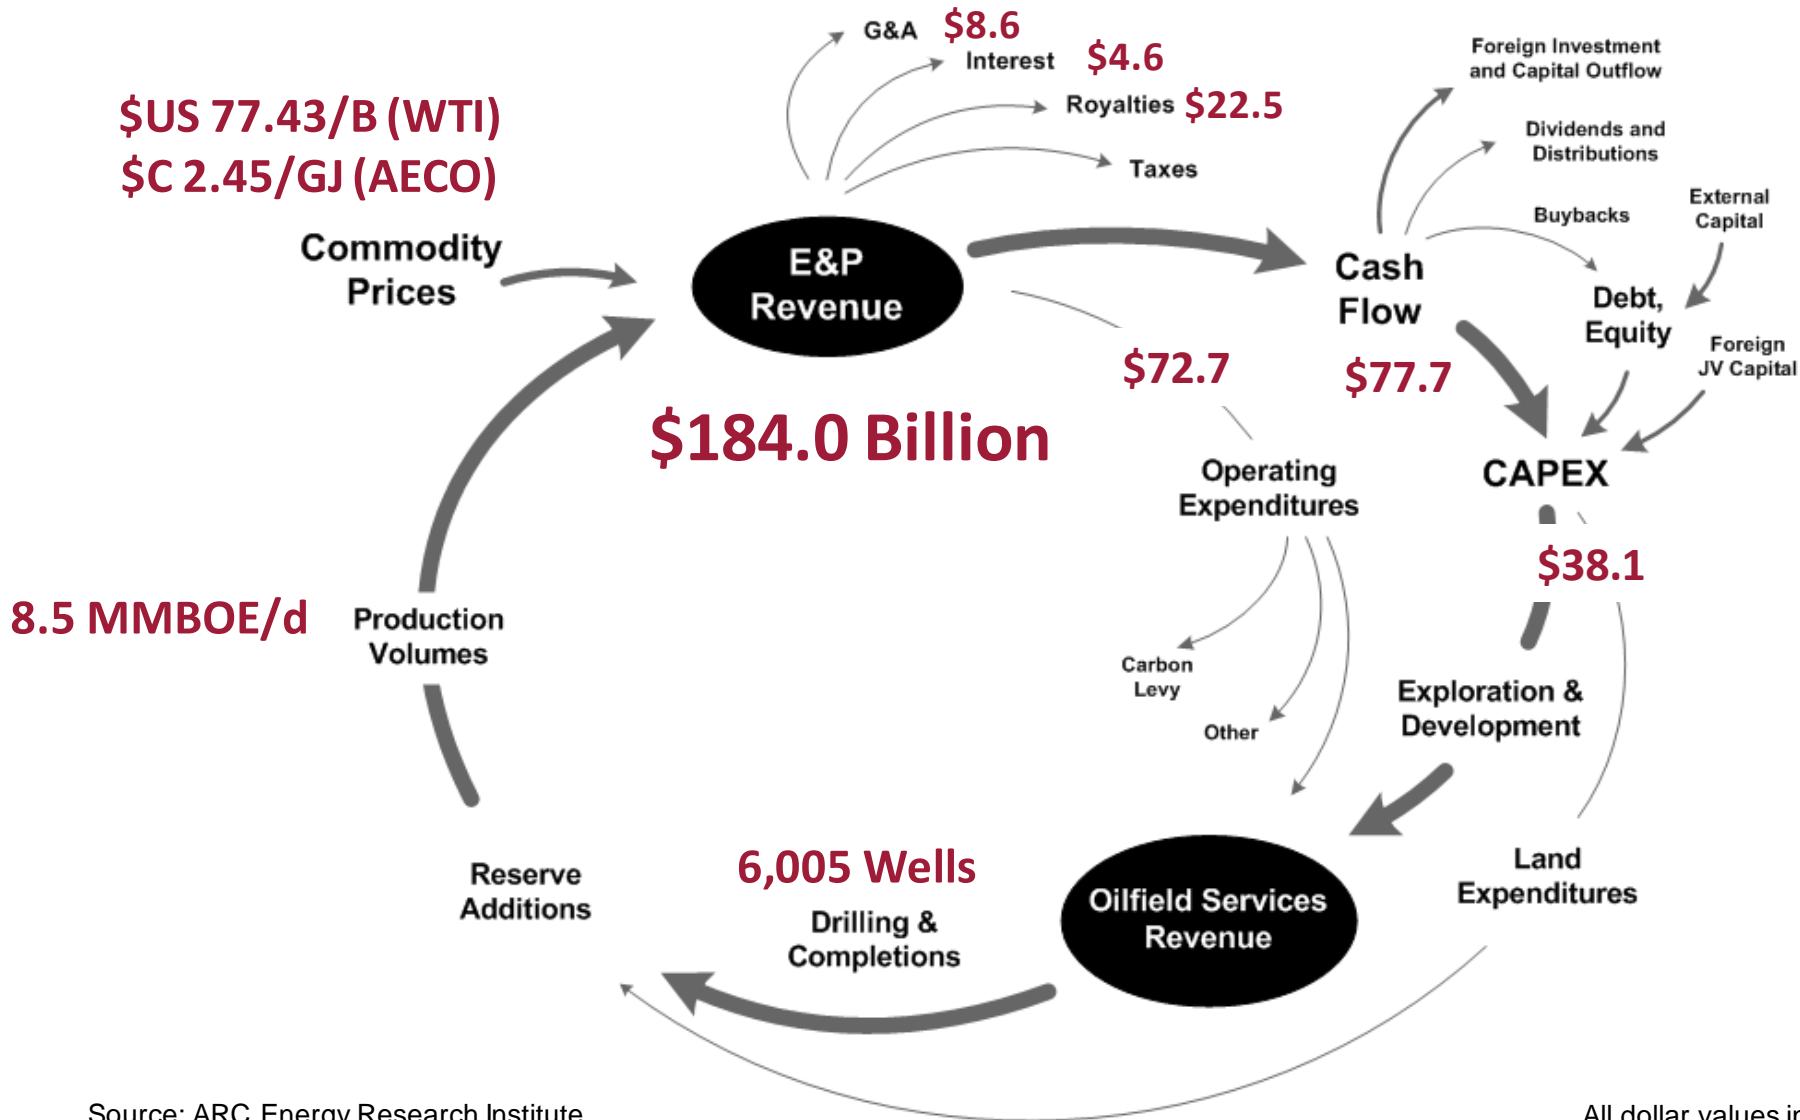 G&A $8.6
Interest $4.6
Royalties $22.5
Taxes
Foreign Investment
and Capital Outflow
Dividends and
Distributions
Buybacks
External
Capital
$US 77.43/B (WTI)
$C 2.45/GJ (AECO)
Commodity
Prices
E&P
Revenue
Cash
Flow
Debt,
Equity
Foreign
JV Capital
$72.7
$77.7
$184.0 Billion
Operating
Expenditures
CAPEX
$38.1
8.5 MMBOE/d
Production
Volumes
Carbon
Levy
Other
Exploration &
Development
Reserve
Additions
6,005 Wells
Drilling &
Completions
Oilfield Services
Revenue
Land
Expenditures
Source: ARC Energy Research Institute
All dollar values in